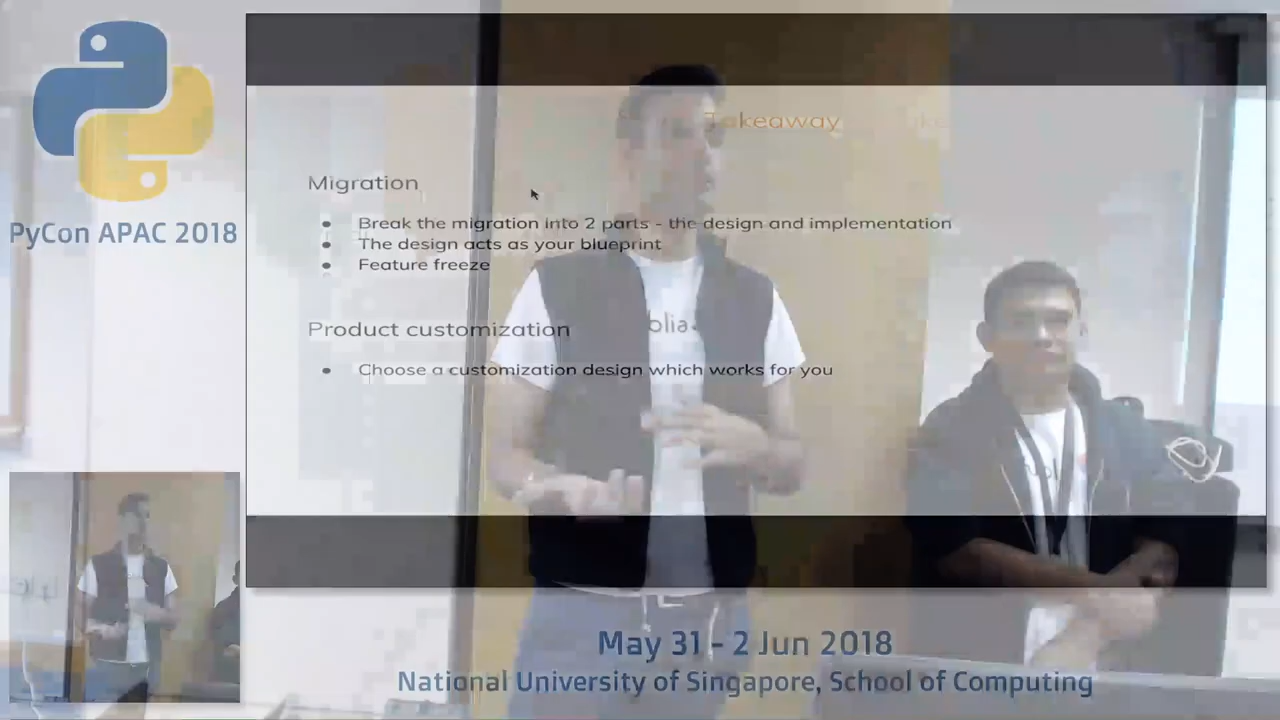 Takeaway
Migration
Break the migration into 2 parts - the design and implementation
The design acts as your blueprint
Feature freeze
Product customization
Choose a customization design which works for you
PyCon APAC 2018
May 31 - 2 Jun 2018
National University of Singapore, School of Computing